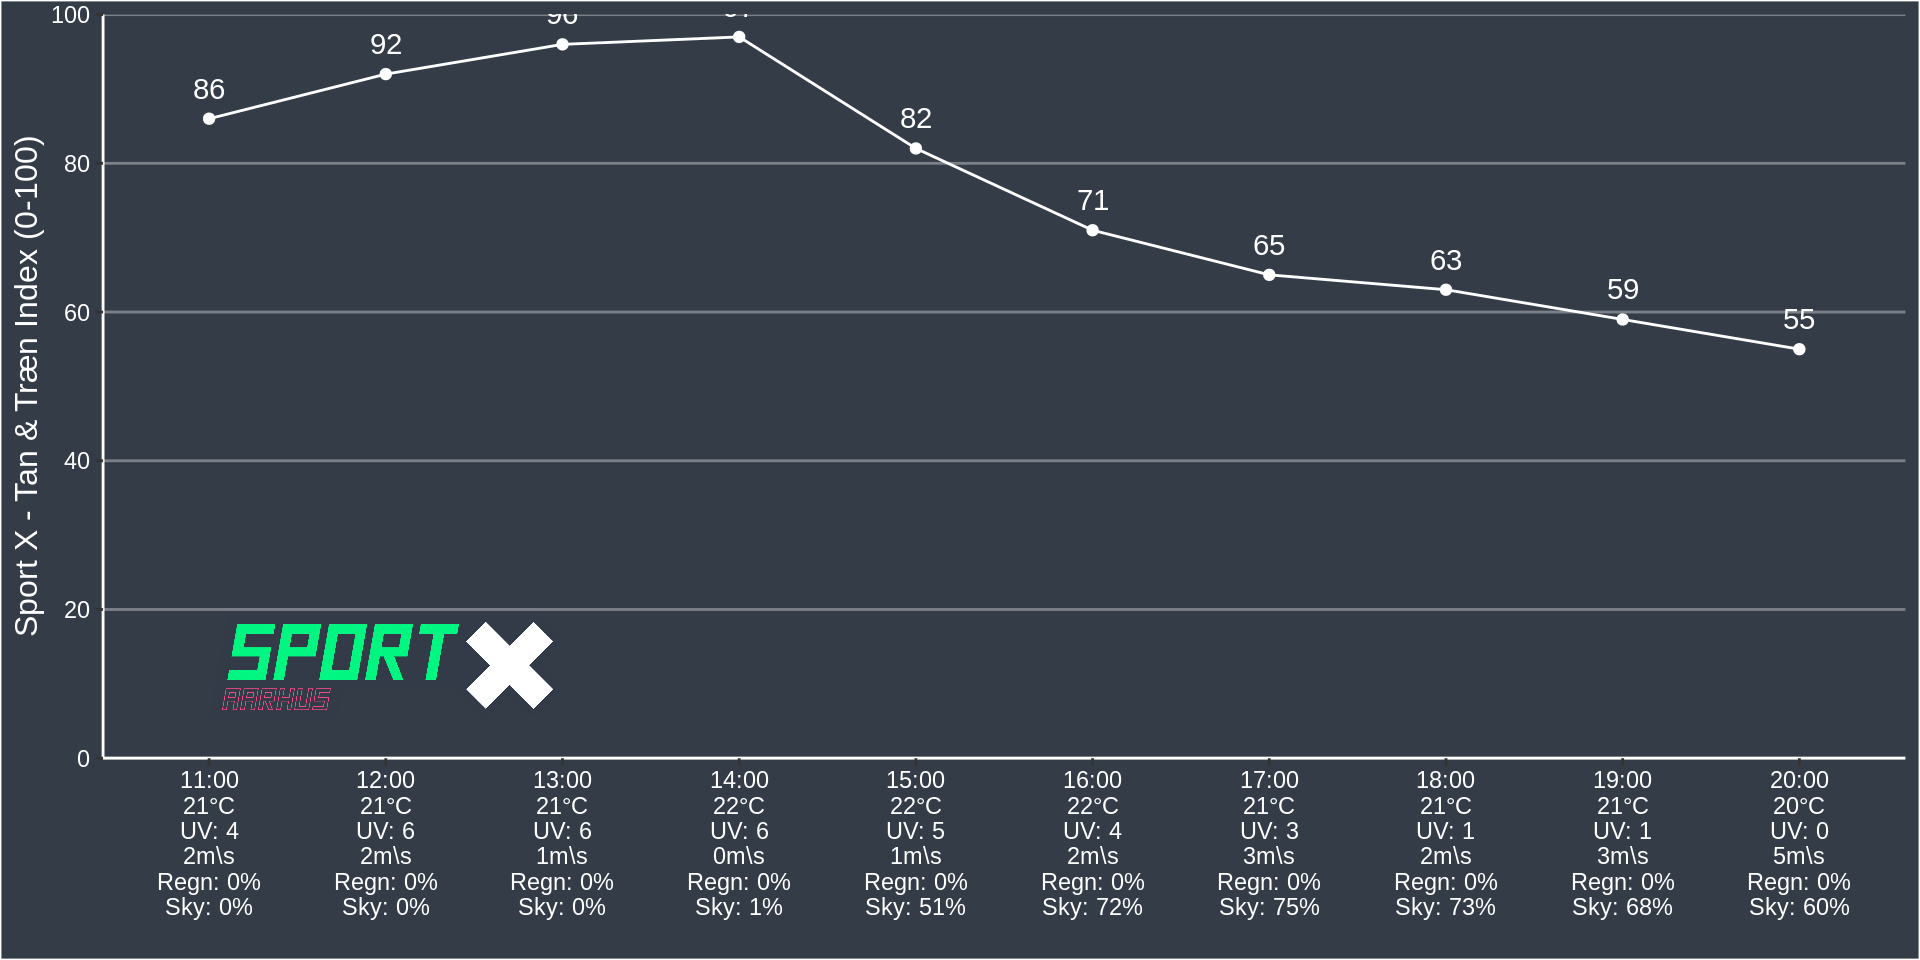 Sport X - Tan & Træn Index (0-100)
100
80
60
40
20
0
86
92
96
82
71
65
63
59
55
SPORT X
AARHUS
11:00 12:00 13:00 14:00 15:00 16:00 17:00 18:00 19:00 20:00
21°C 21°C 21°C 22°C 22°C 22°C 21°C 21°C 21°C 20°C
UV: 4 UV: 6 UV: 6 UV: 6 UV: 5 UV: 4 UV: 3 UV: 1 UV: 1 UV: 0
2m\s 2m\s 1m\s 0m\s 1m\s 2m\s 3m\s 2m\s 3m\s 5m\s
Regn: 0% Regn: 0% Regn: 0% Regn: 0% Regn: 0% Regn: 0% Regn: 0% Regn: 0% Regn: 0% Regn: 0%
Sky: 0% Sky: 0% Sky: 0% Sky: 1% Sky: 51% Sky: 72% Sky: 75% Sky: 73% Sky: 68% Sky: 60%